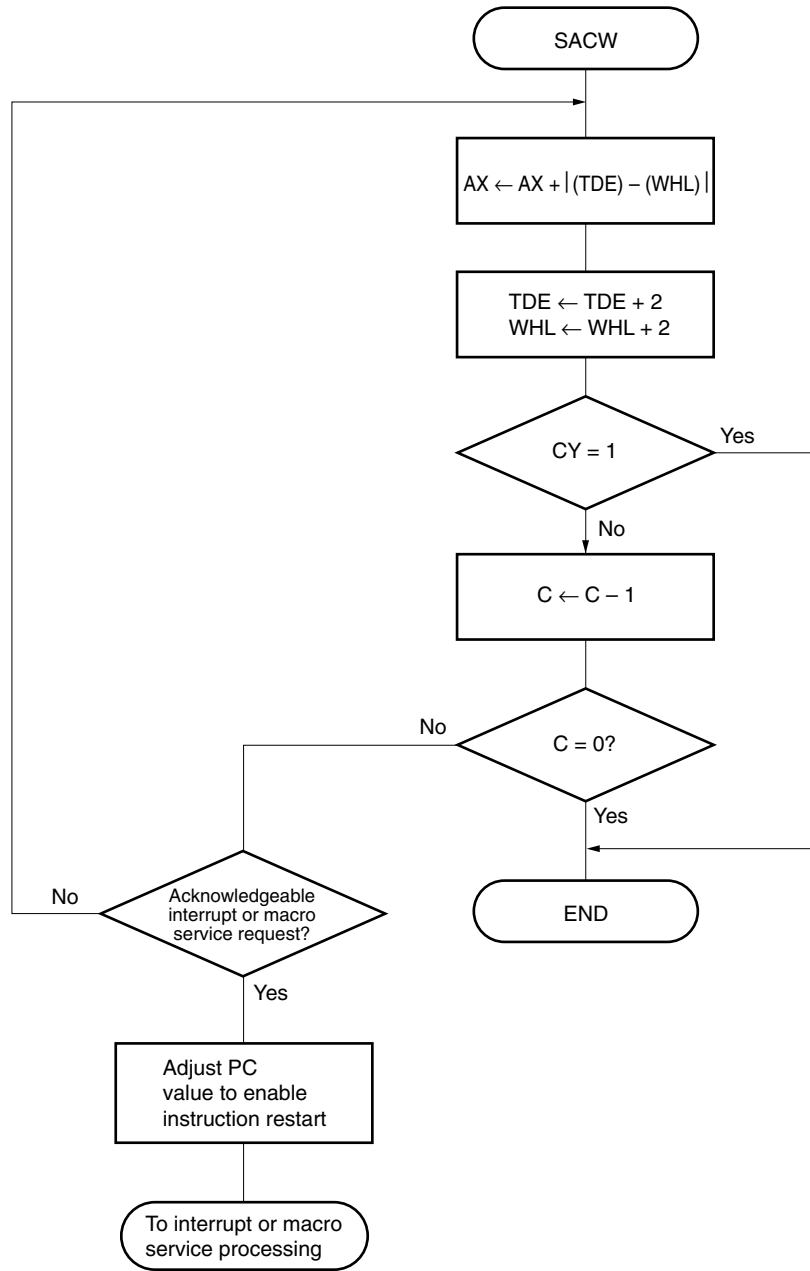 SACW
AX ← AX + |(TDE) – (WHL)|
TDE ← TDE + 2
WHL ← WHL + 2
CY = 1
Yes
No
C ← C – 1
C = 0?
No
Yes
END
Acknowledgeable
interrupt or macro
service request?
No
Yes
Adjust PC
value to enable
instruction restart
To interrupt or macro
service processing